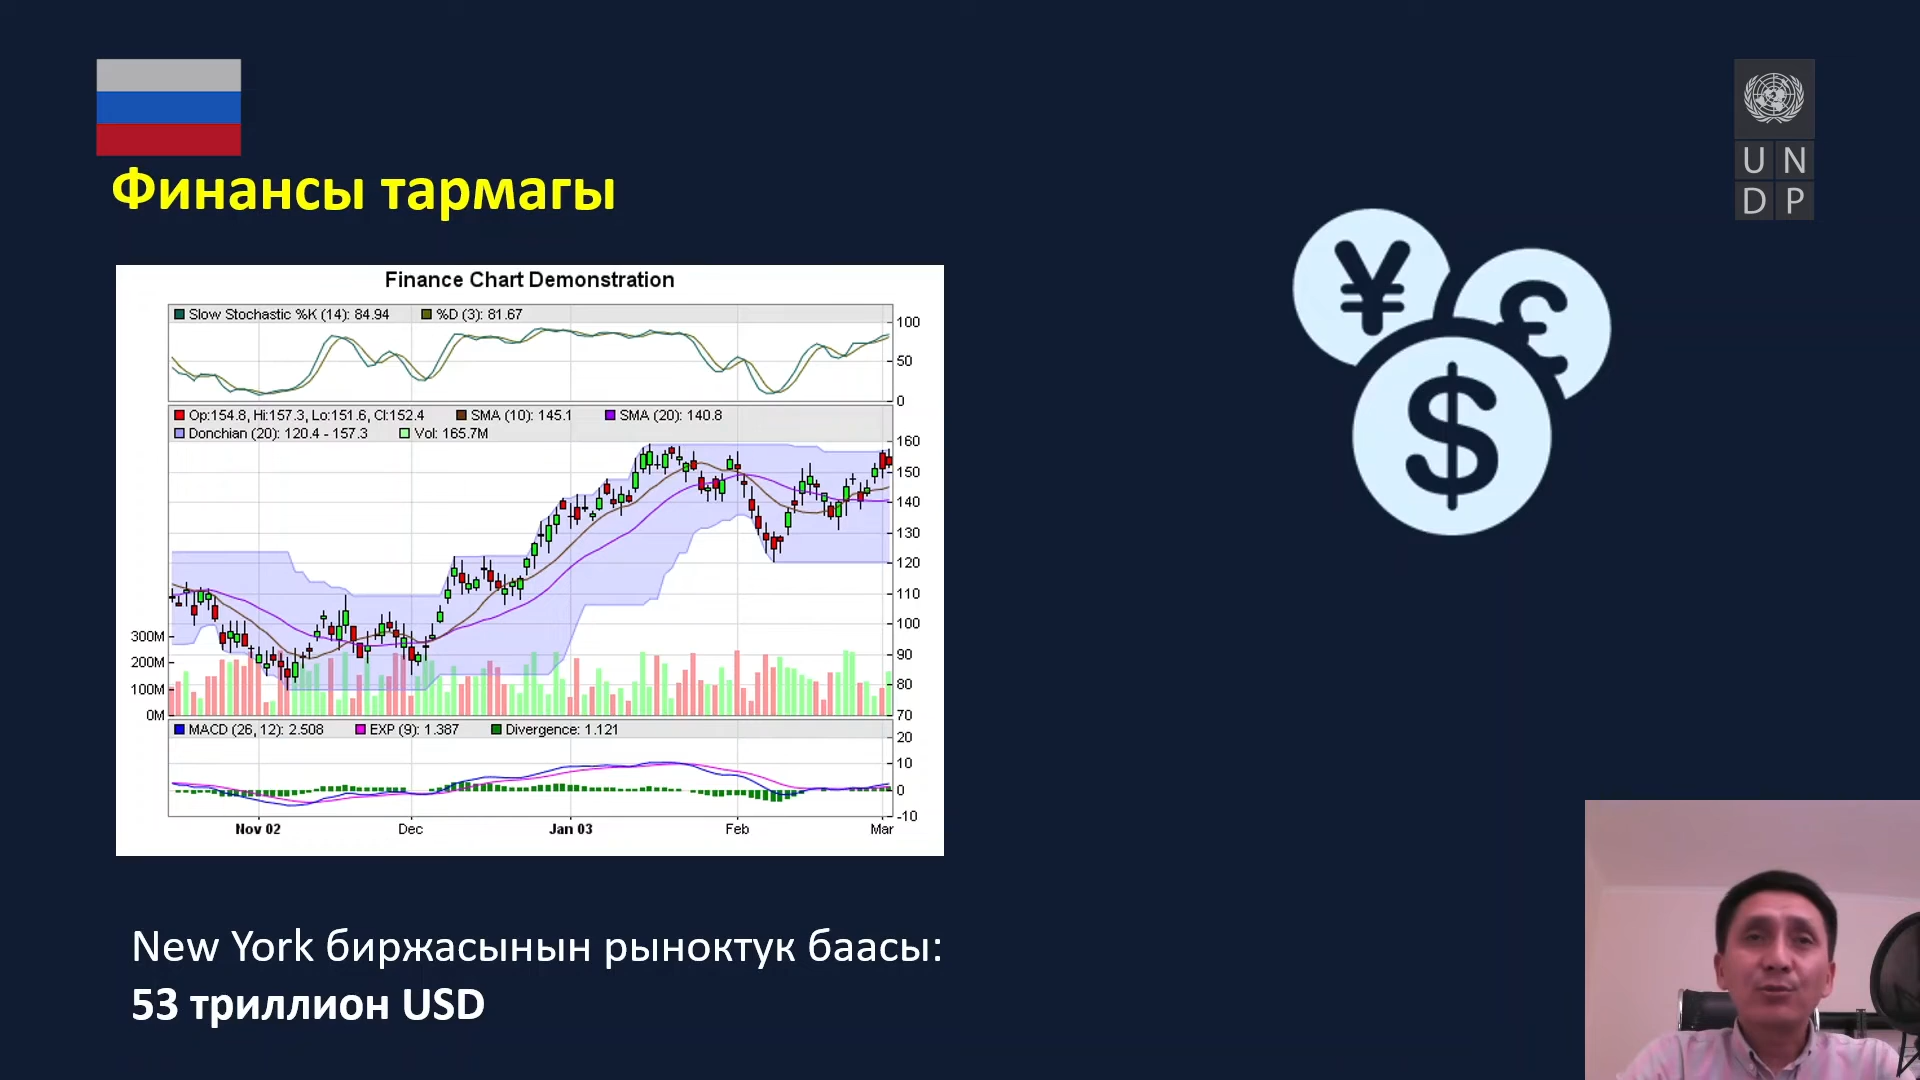 U N
D P
Финансы тармагы
¥
£
$
Finance Chart Demonstration
Slow Stochastic %K (14): 84.94 %D (3): 81.67
100
50
0
Op:154.8, Hi:157.3, Lo:151.6, Cl:152.4 SMA (10): 145.1 SMA (20): 140.8
Donchian (20): 120.4 - 157.3 Vol: 165.7M
160
150
140
130
120
110
100
90
80
70
300M
200M
100M
0M
MACD (26, 12): 2.508 EXP (9): 1.387 Divergence: 1.121
20
10
0
-10
Nov 02 Dec Jan 03 Feb Mar
New York биржасынын рыноктук баасы:
53 триллион USD